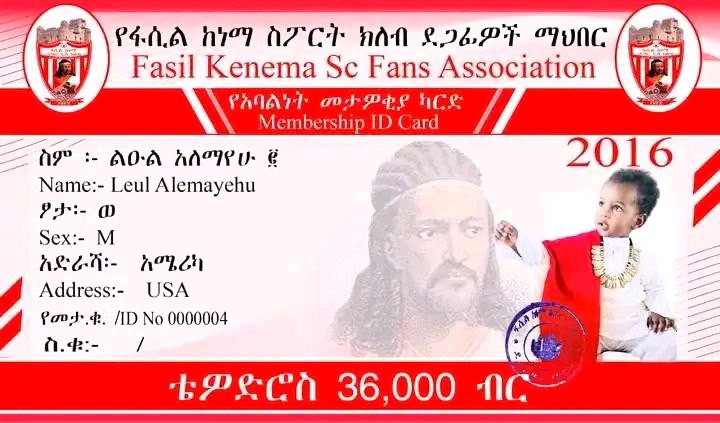 የፋሲል ከነማ ስፖርት ክለብ ደጋፊዎች ማህበር
Fasil Kenema Sc Fans Association
የአባልነት መታዎቂያ ካርድ
Membership ID Card
2016
ስም ፡- ልዑል አለማየሁ ፪
Name:- Leul Alemayehu
ፆታ፡- ወ
Sex:- M
አድራሻ፡- አሜሪካ
Address:- USA
የመታ.ቁ. /ID No 0000004
ስ.ቁ:- /
ቴዎድሮስ 36,000 ብር